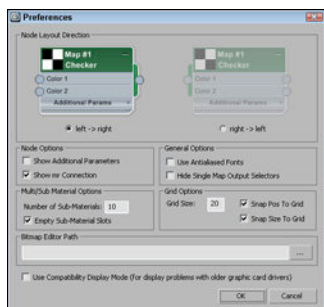 Preferences
Node Layout Direction
Map #1
Checker
Color 1
Color 2
Additional Params
Map #1
Checker
Color 1
Color 2
Additional Params
left -> right
right -> left
Node Options
General Options
Show Additional Parameters
Use Antialiased Fonts
Show mr Connection
Hide Single Map Output Selectors
Multi/Sub Material Options
Grid Options
Number of Sub-Materials: 10
Grid Size: 20
Snap Pos To Grid
Empty Sub-Material Slots
Snap Size To Grid
Bitmap Editor Path
...
Use Compatibility Display Mode (for display problems with older graphic card drivers)
OK
Cancel